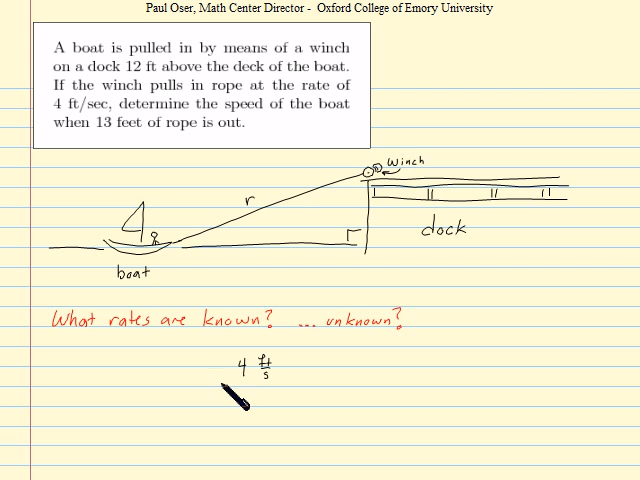 Paul Oser, Math Center Director - Oxford College of Emory University
A boat is pulled in by means of a winch
on a dock 12 ft above the deck of the boat.
If the winch pulls in rope at the rate of
4 ft/sec, determine the speed of the boat
when 13 feet of rope is out.
Winch
r
dock
boat
What rates are known? ... unknown?
4 ft/s